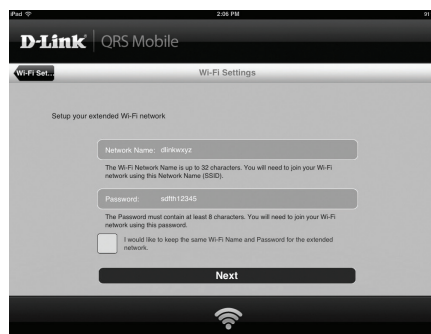 iPad 2:06 PM 91
D-Link QRS Mobile
Wi-Fi Set... Wi-Fi Settings
Setup your extended Wi-Fi network
Network Name: dlinkwxyz
The Wi-Fi Network Name is up to 32 characters. You will need to join your Wi-Fi
network using this Network Name (SSID).
Password: sdfth12345
The Password must contain at least 8 characters. You will need to join your Wi-Fi
network using this password.
I would like to keep the same Wi-Fi Name and Password for the extended
network.
Next